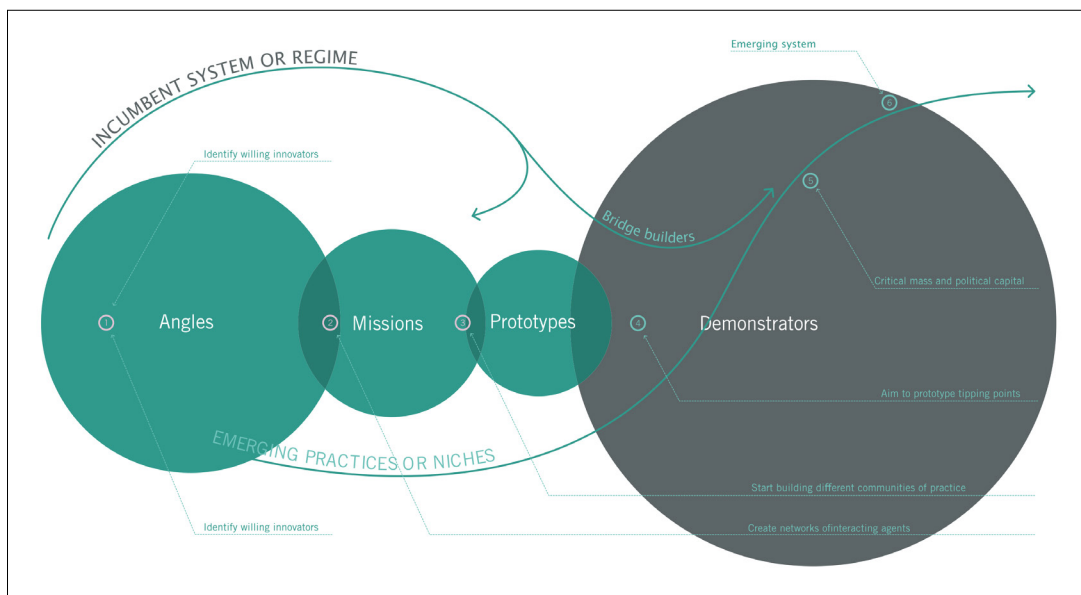 Emerging system
6
INCUMBENT SYSTEM OR REGIME
Identify willing innovators
5
Bridge builders
Critical mass and political capital
1
Angles
2
Missions
3
Prototypes
4
Demonstrators
Aim to prototype tipping points
EMERGING PRACTICES OR NICHES
Start building different communities of practice
Identify willing innovators
Create networks ofinteracting agents